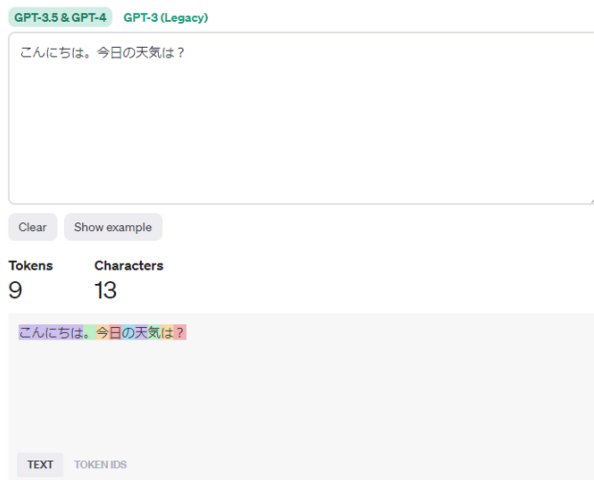 GPT-3.5 & GPT-4 GPT-3 (Legacy)
こんにちは。今日の天気は？
Clear Show example
Tokens Characters
9 13
こんにちは。今日の天気は？
TEXT TOKEN IDS